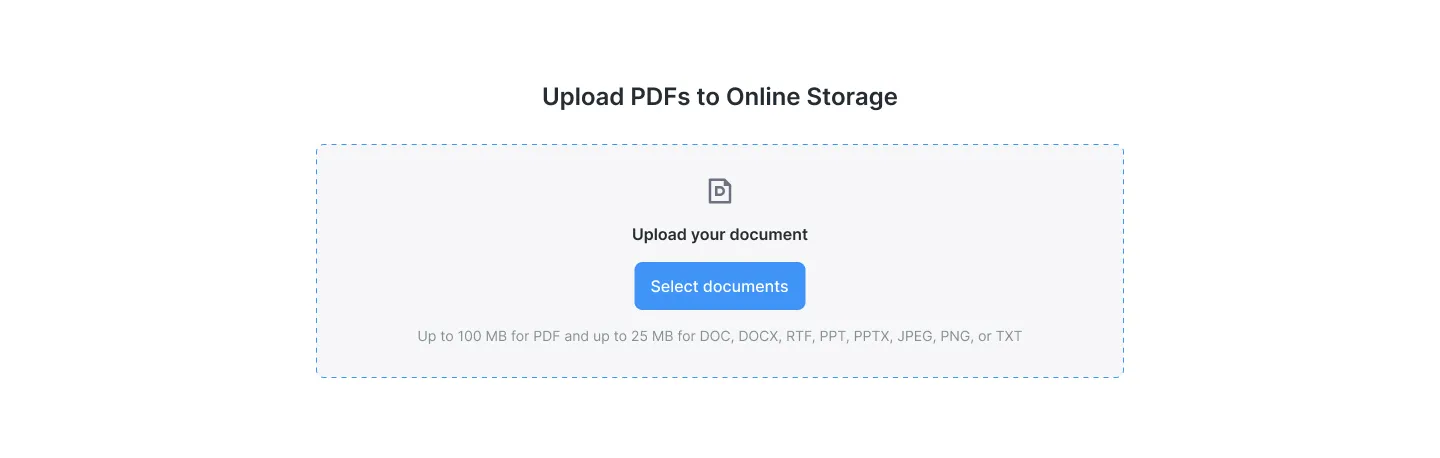 Upload PDFs to Online Storage
D
Upload your document
Select documents
Up to 100 MB for PDF and up to 25 MB for DOC, DOCX, RTF, PPT, PPTX, JPEG, PNG, or TXT